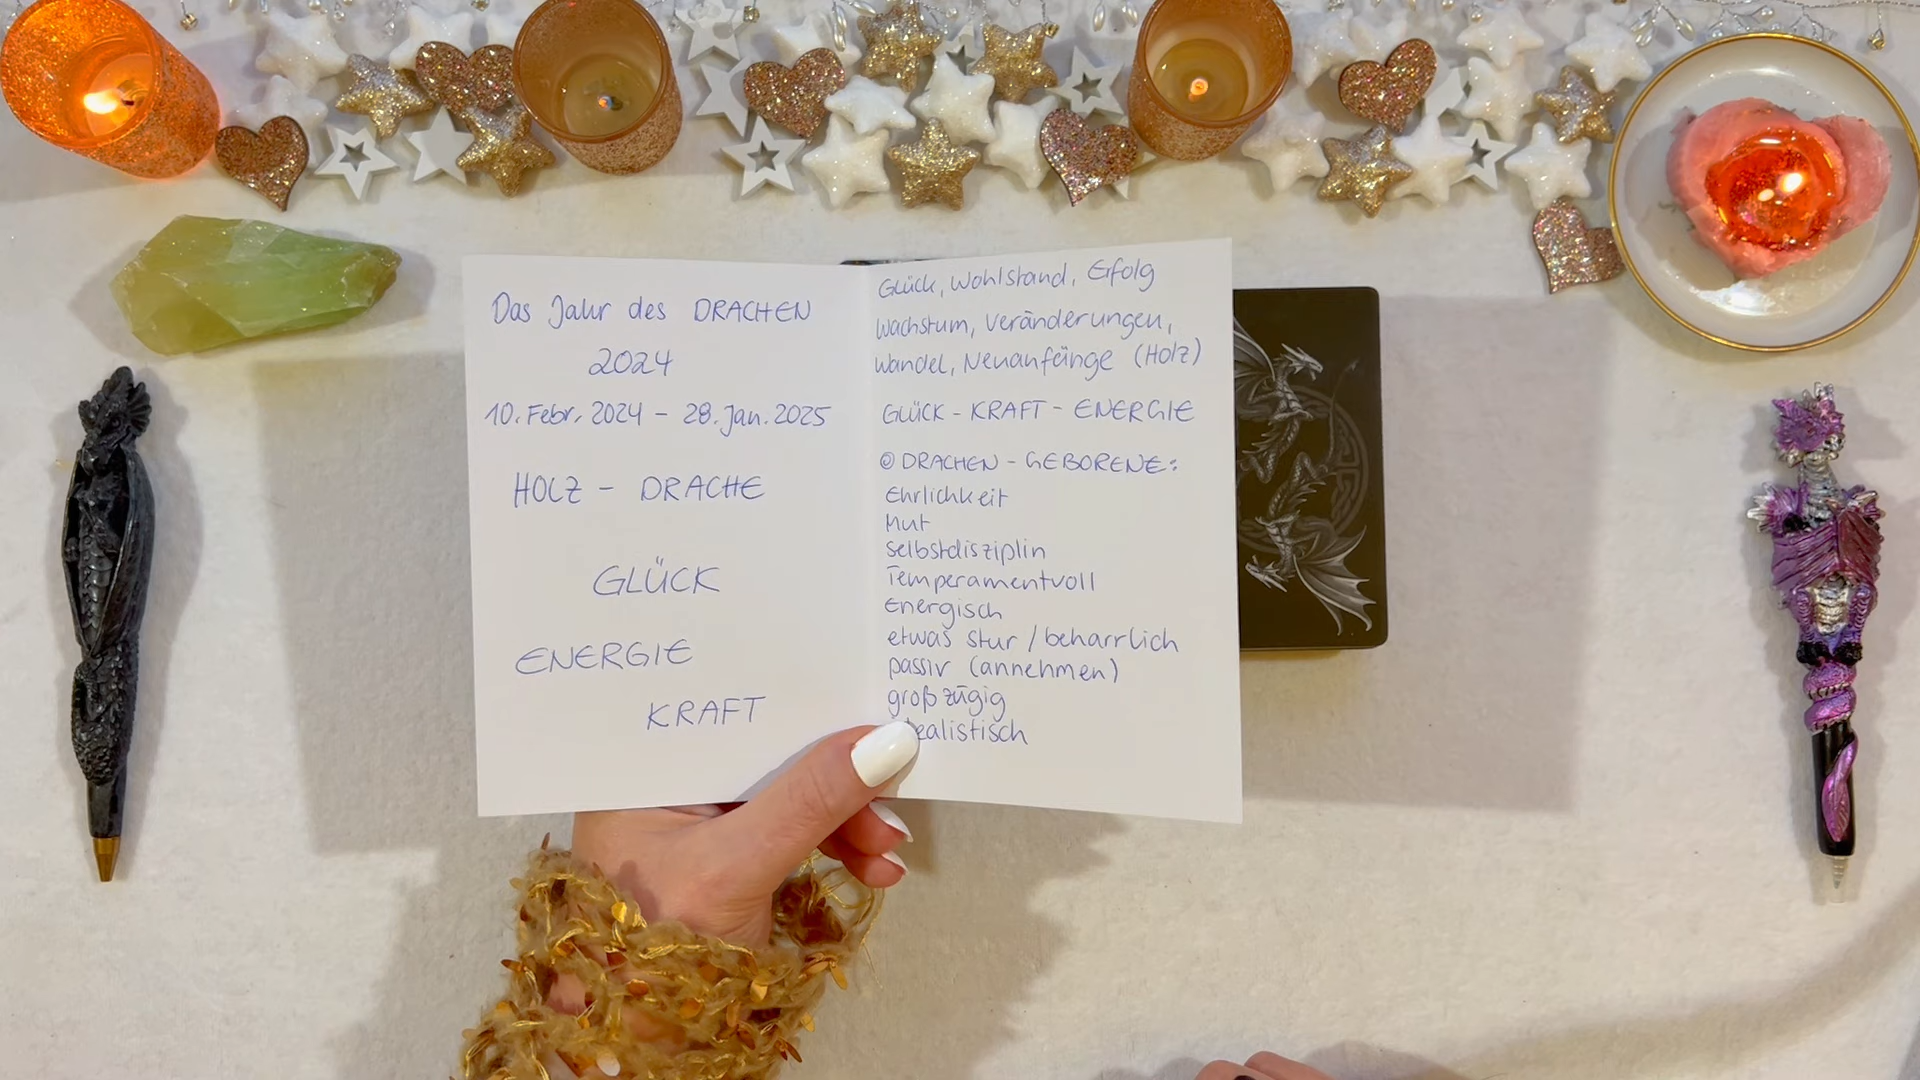 Das Jahr des DRACHEN
2024
10. Febr. 2024 - 28. Jan. 2025
HOLZ - DRACHE
GLÜCK
ENERGIE
KRAFT
Glück, Wohlstand, Erfolg
Wachstum, Veränderungen,
Wandel, Neuanfänge (Holz)
GLÜCK - KRAFT - ENERGIE
DRACHEN - GEBORENE:
Ehrlichkeit
Mut
Selbstdisziplin
Temperamentvoll
Energisch
etwas stur / beharrlich
passiv (annehmen)
großzügig